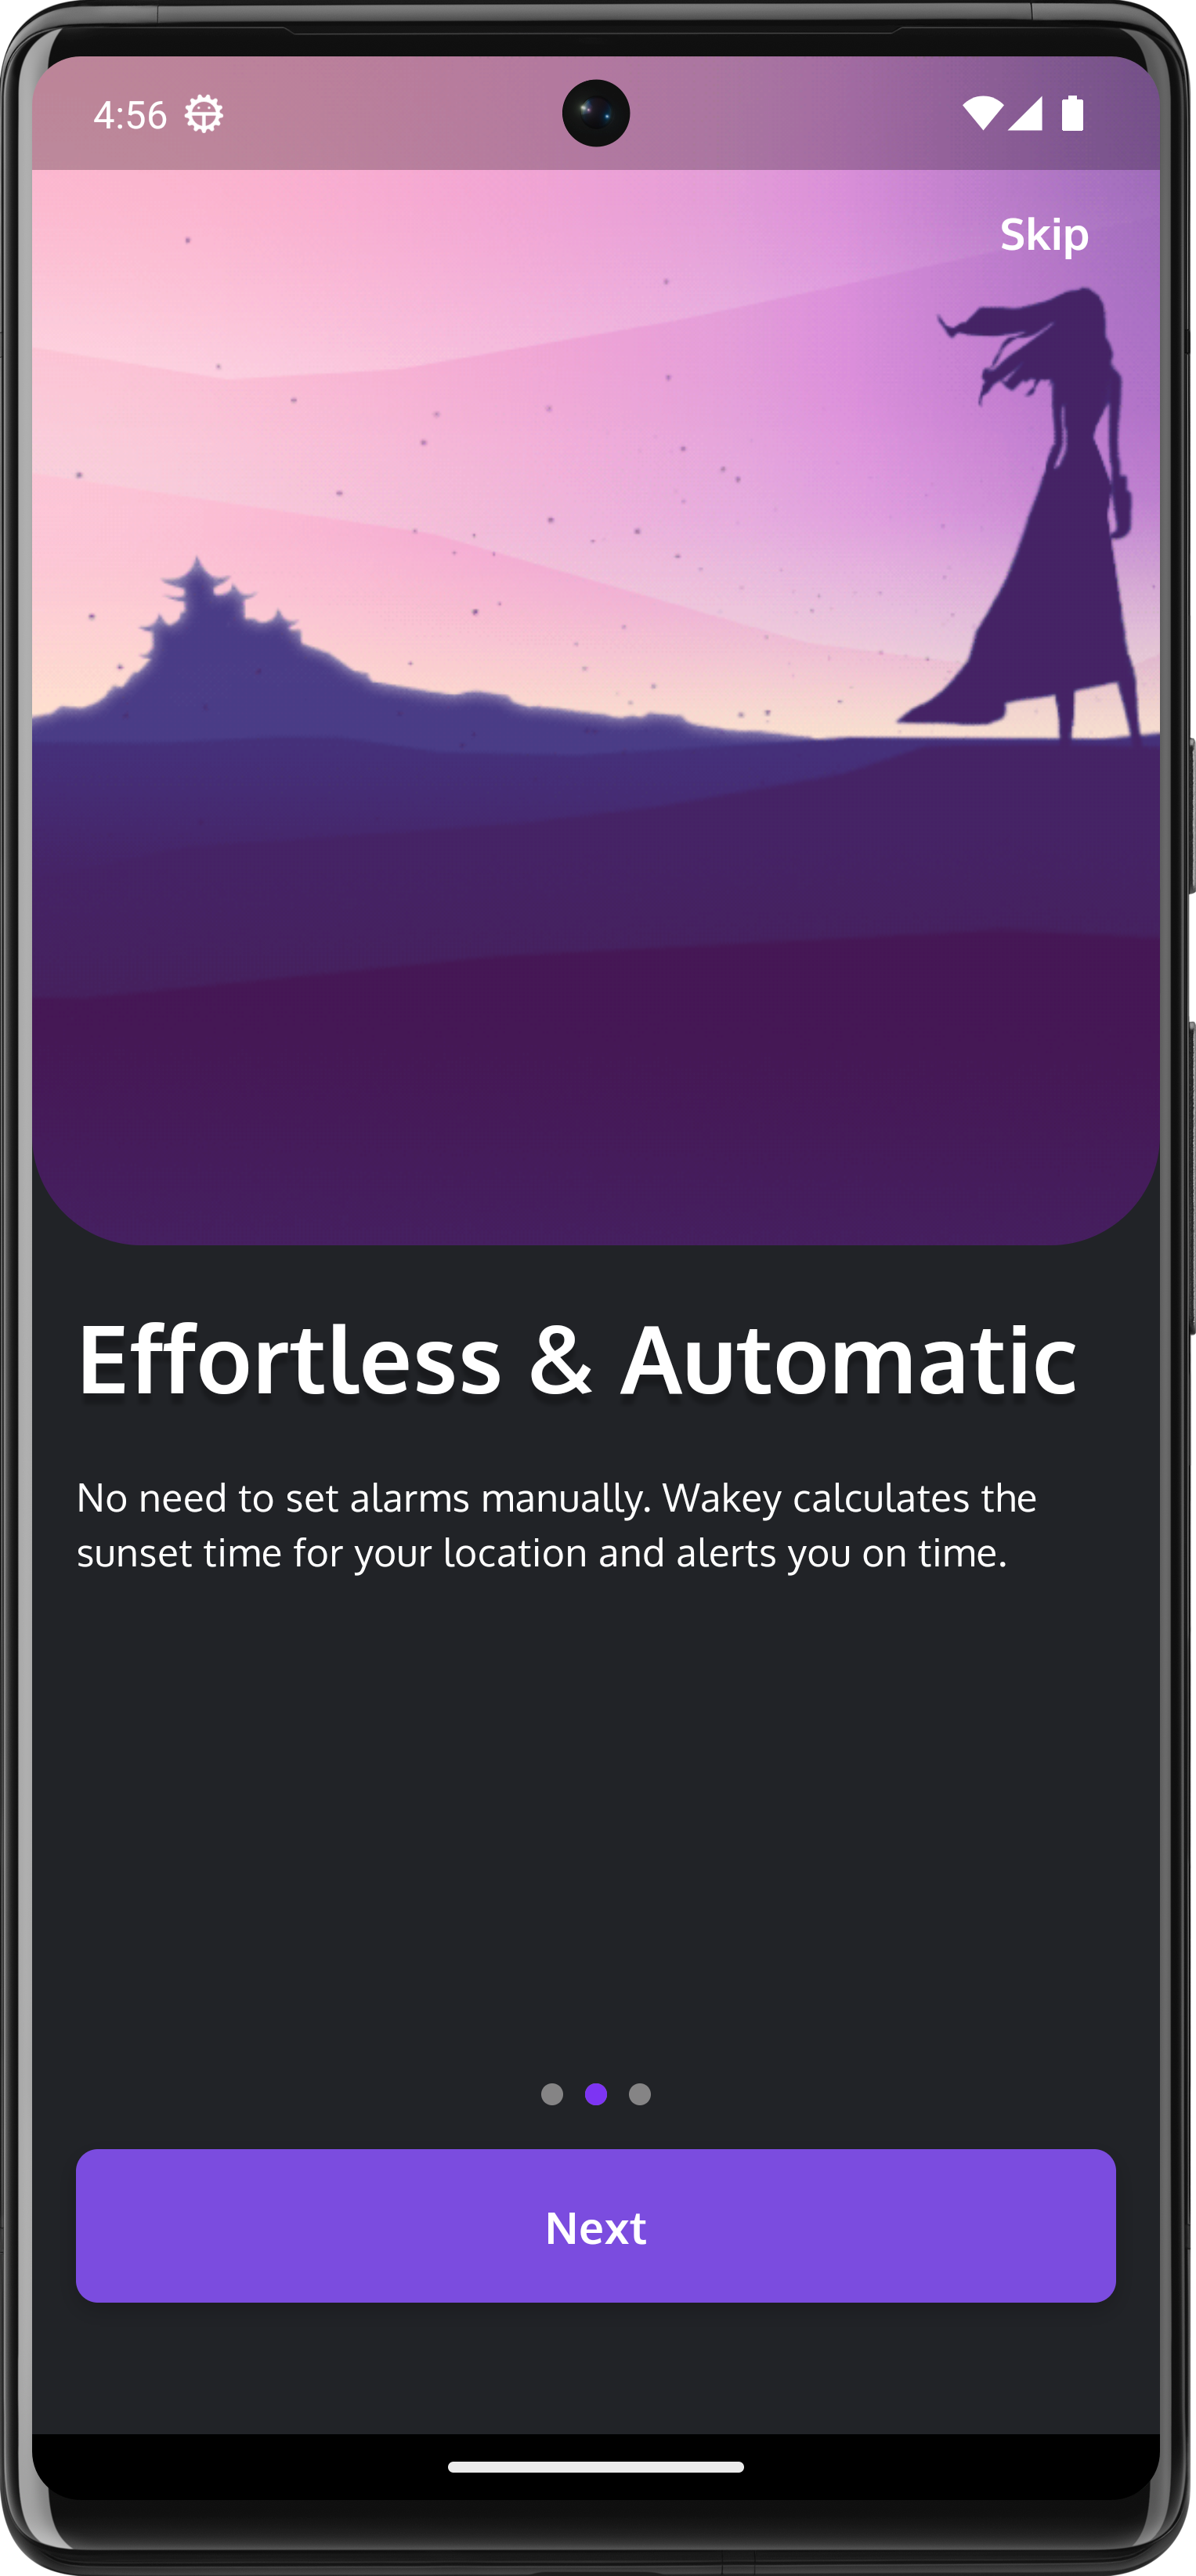 4:56
Skip
Effortless & Automatic
No need to set alarms manually. Wakey calculates the
sunset time for your location and alerts you on time.
Next